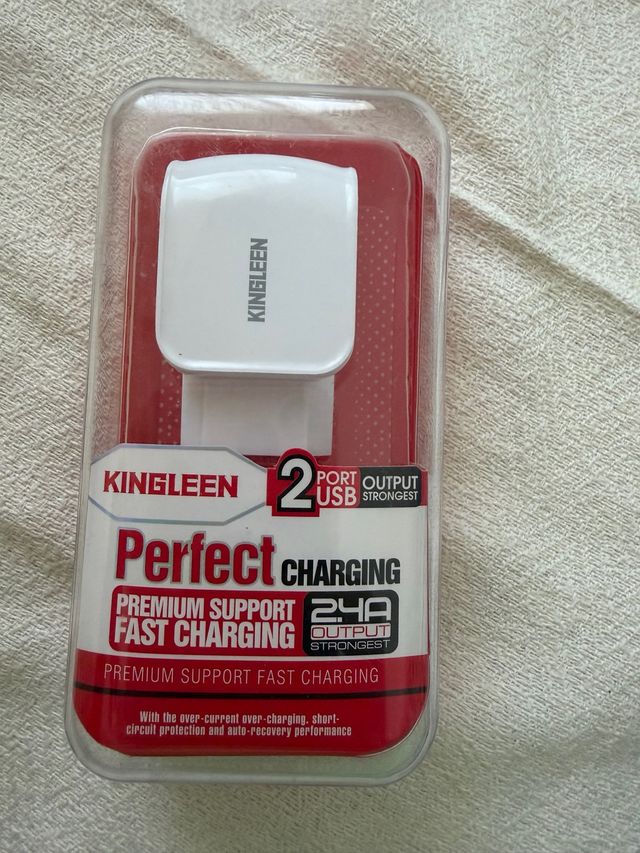 KINGLEEN
KINGLEEN
2 PORT USB
OUTPUT STRONGEST
Perfect CHARGING
PREMIUM SUPPORT
FAST CHARGING
2.4A
OUTPUT
STRONGEST
PREMIUM SUPPORT FAST CHARGING
With the over-current over-charging, short-
circuit protection and auto-recovery performance